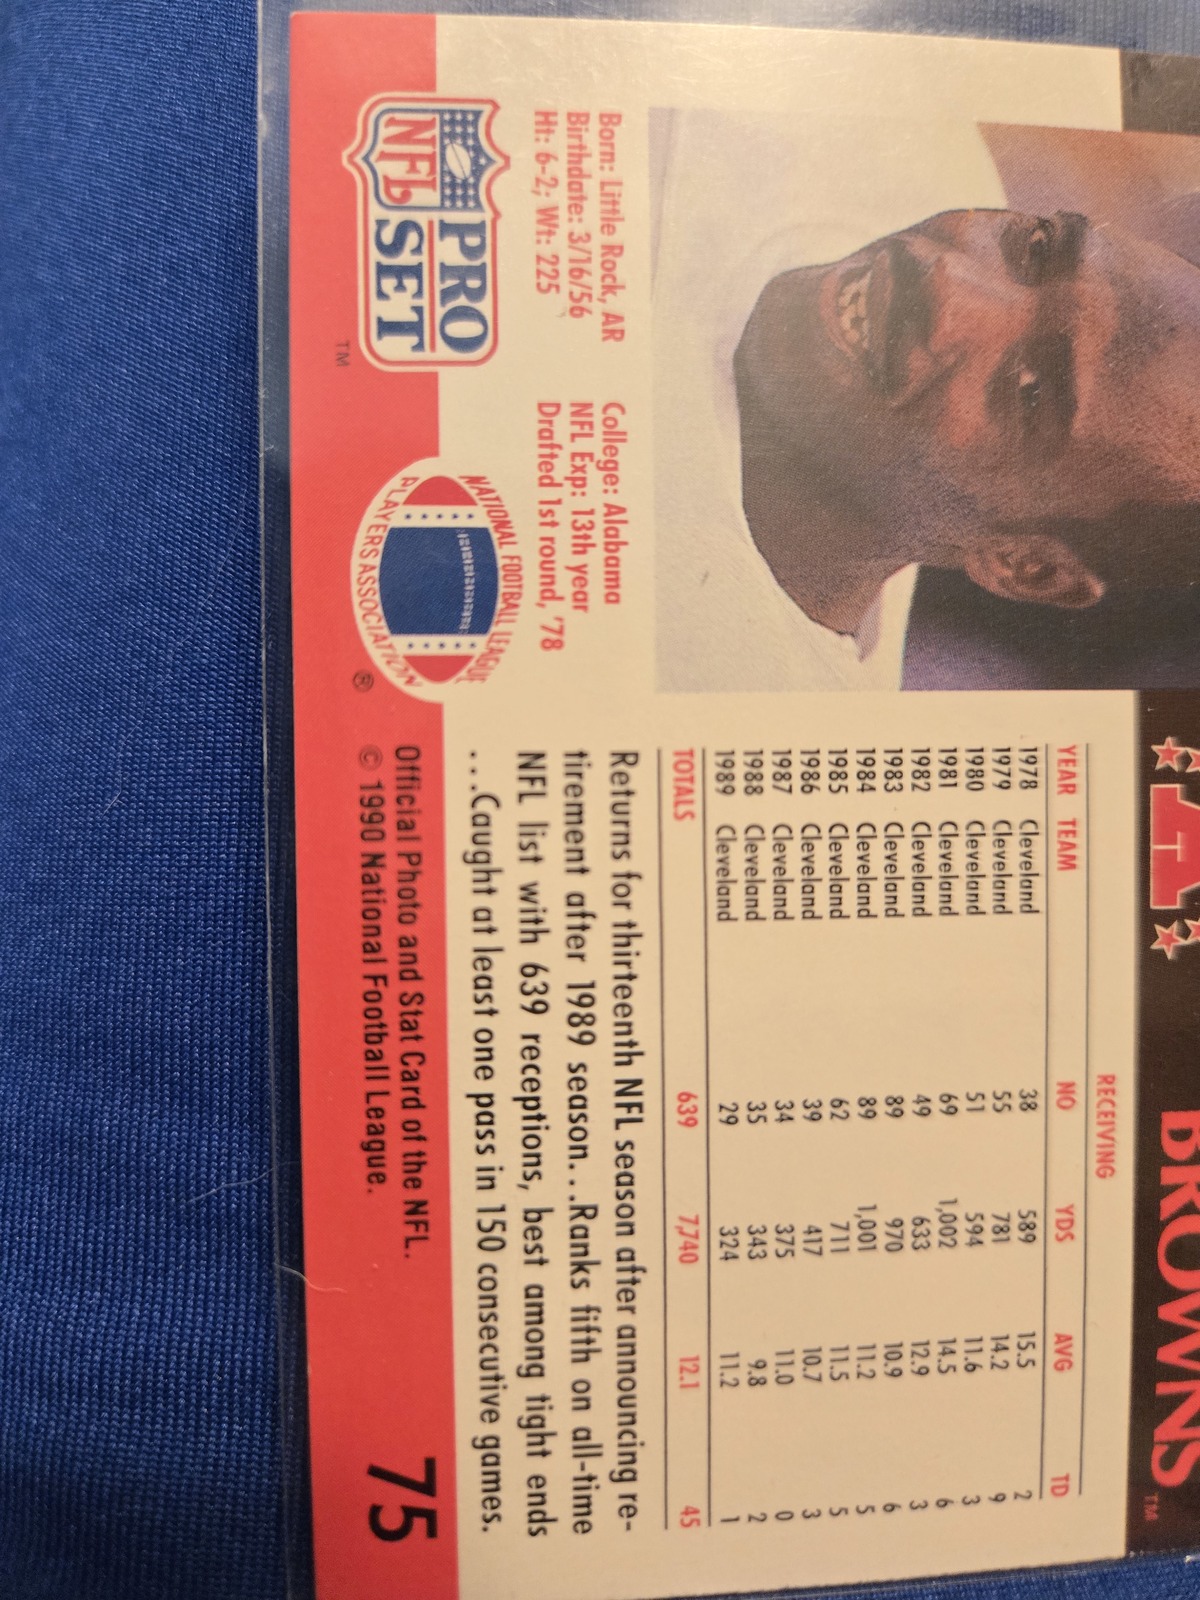 BROWNS™
RECEIVING
YEAR TEAM NO YDS AVG TD
1978 Cleveland 38 589 15.5 2
1979 Cleveland 55 781 14.2 9
1980 Cleveland 51 594 11.6 3
1981 Cleveland 69 1,002 14.5 6
1982 Cleveland 49 633 12.9 3
1983 Cleveland 89 970 10.9 6
1984 Cleveland 89 1,001 11.2 5
1985 Cleveland 62 711 11.5 5
1986 Cleveland 39 417 10.7 3
1987 Cleveland 34 375 11.0 0
1988 Cleveland 35 343 9.8 2
1989 Cleveland 29 324 11.2 1
TOTALS 639 7,740 12.1 45
Born: Little Rock, AR
Birthdate: 3/16/56
Ht: 6-2; Wt: 225
College: Alabama
NFL Exp: 13th year
Drafted 1st round, '78
Returns for thirteenth NFL season after announcing re-
tirement after 1989 season. . .Ranks fifth on all-time
NFL list with 639 receptions, best among tight ends
. . .Caught at least one pass in 150 consecutive games.
NFL PRO SET ™
NATIONAL FOOTBALL LEAGUE
PLAYERS ASSOCIATION ®
Official Photo and Stat Card of the NFL.
© 1990 National Football League.
75